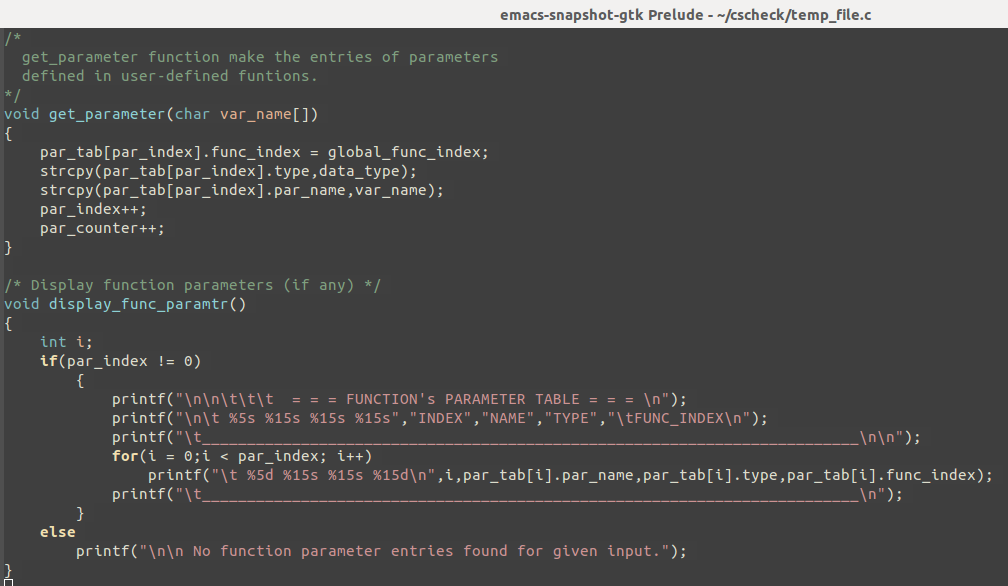 emacs-snapshot-gtk Prelude - ~/cscheck/temp_file.c
/*
  get_parameter function make the entries of parameters
  defined in user-defined funtions.
*/
void get_parameter(char var_name[])
{
    par_tab[par_index].func_index = global_func_index;
    strcpy(par_tab[par_index].type,data_type);
    strcpy(par_tab[par_index].par_name,var_name);
    par_index++;
    par_counter++;
}

/* Display function parameters (if any) */
void display_func_paramtr()
{
    int i;
    if(par_index != 0)
        {
            printf("\n\n\t\t\t  = = = FUNCTION's PARAMETER TABLE = = = \n");
            printf("\n\t %5s %15s %15s %15s","INDEX","NAME","TYPE","\tFUNC_INDEX\n");
            printf("\t_________________________________________________________________________\n\n");
            for(i = 0;i < par_index; i++)
                printf("\t %5d %15s %15s %15d\n",i,par_tab[i].par_name,par_tab[i].type,par_tab[i].func_index);
            printf("\t_________________________________________________________________________\n");
        }
    else
        printf("\n\n No function parameter entries found for given input.");
}